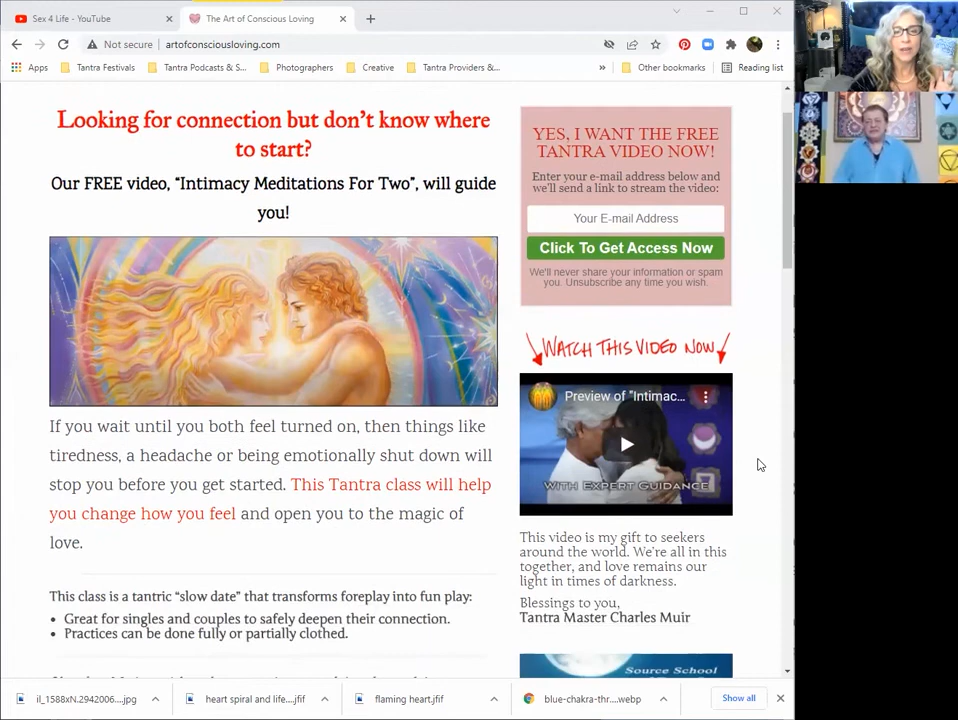 Sex 4 Life - YouTube
The Art of Conscious Loving
Not secure
artofconsciousloving.com
Apps
Tantra Festivals
Tantra Podcasts & S...
Photographers
Creative
Tantra Providers &...
»
Other bookmarks
Reading list
Looking for connection but don't know where
to start?
Our FREE video, "Intimacy Meditations For Two", will guide
you!
If you wait until you both feel turned on, then things like
tiredness, a headache or being emotionally shut down will
stop you before you get started. This Tantra class will help
you change how you feel and open you to the magic of
love.
This class is a tantric "slow date" that transforms foreplay into fun play:
• Great for singles and couples to safely deepen their connection.
• Practices can be done fully or partially clothed.
YES, I WANT THE FREE
TANTRA VIDEO NOW!
Enter your e-mail address below and
we'll send a link to stream the video:
Your E-mail Address
Click To Get Access Now
We'll never share your information or spam
you. Unsubscribe any time you wish.
WATCH THIS VIDEO NOW
Preview of "Intimac...
WITH EXPERT GUIDANCE
This video is my gift to seekers
around the world. We're all in this
together, and love remains our
light in times of darkness.
Blessings to you,
Tantra Master Charles Muir
Source School
il_1588xN.2942006....jpg
heart spiral and life....jfif
flaming heart.jfif
blue-chakra-thr....webp
Show all